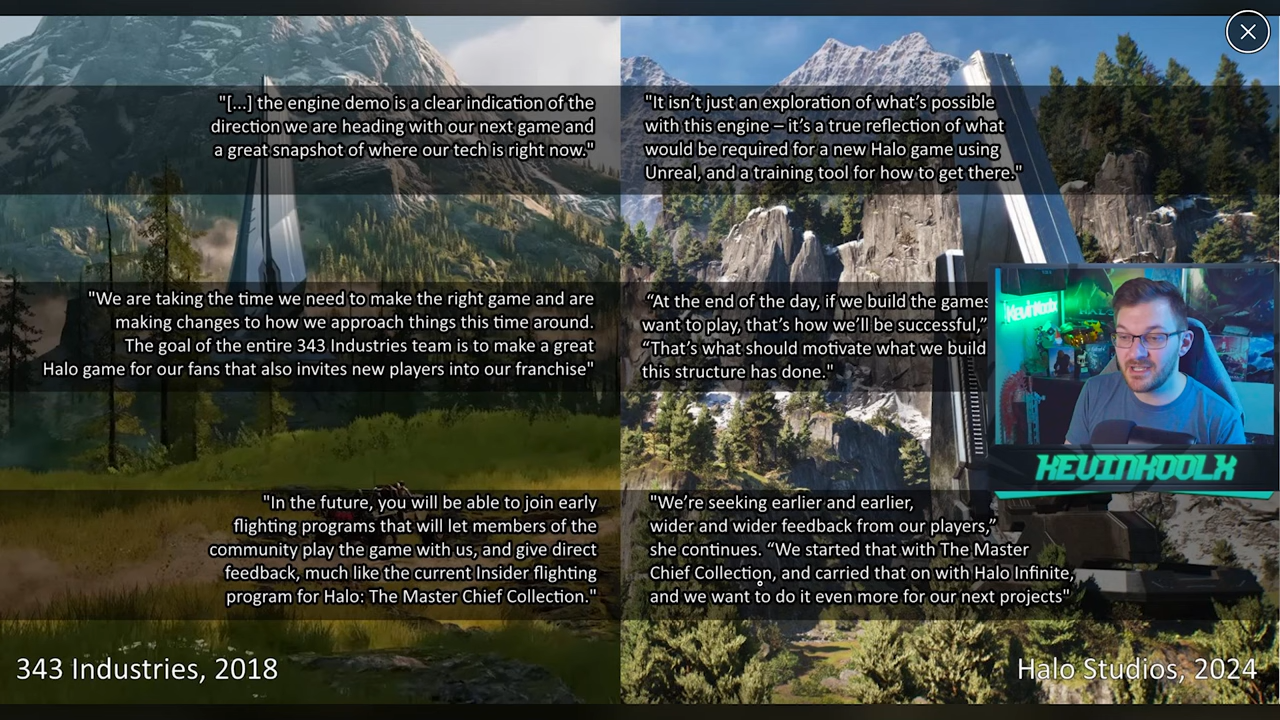 "[...] the engine demo is a clear indication of the
direction we are heading with our next game and
a great snapshot of where our tech is right now."
"We are taking the time we need to make the right game and are
making changes to how we approach things this time around.
The goal of the entire 343 Industries team is to make a great
Halo game for our fans that also invites new players into our franchise"
"In the future, you will be able to join early
flighting programs that will let members of the
community play the game with us, and give direct
feedback, much like the current Insider flighting
program for Halo: The Master Chief Collection."
343 Industries, 2018
"It isn't just an exploration of what's possible
with this engine – it's a true reflection of what
would be required for a new Halo game using
Unreal, and a training tool for how to get there."
“At the end of the day, if we build the games
want to play, that's how we'll be successful,”
“That's what should motivate what we build
this structure has done."
"We're seeking earlier and earlier,
wider and wider feedback from our players,”
she continues. “We started that with The Master
Chief Collection, and carried that on with Halo Infinite,
and we want to do it even more for our next projects"
Halo Studios, 2024
KevinKoolx
KEVINKOOLX